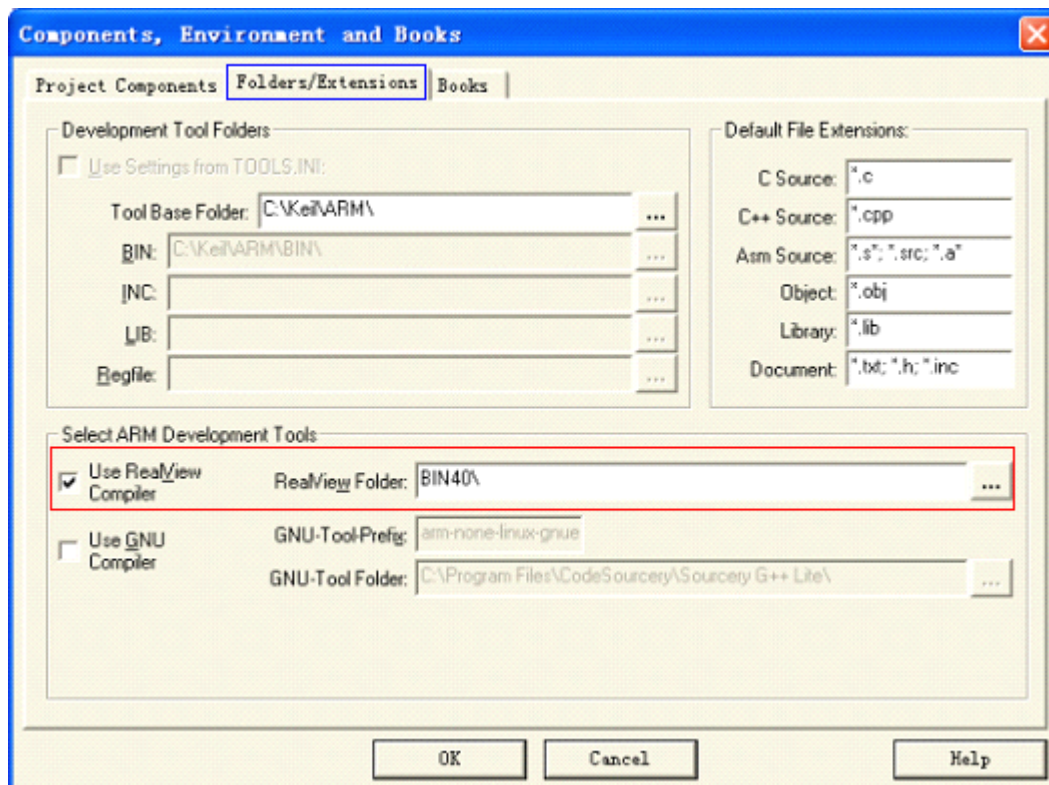 Components, Environment and Books
Project Components Folders/Extensions Books
Development Tool Folders
Use Settings from TOOLS.INI:
Tool Base Folder: C:\Keil\ARM\ ...
BIN: C:\Keil\ARM\BIN\ ...
INC: ...
LIB: ...
Regfile: ...
Default File Extensions:
C Source: *.c
C++ Source: *.cpp
Asm Source: *.s*; *.src; *.a*
Object: *.obj
Library: *.lib
Document: *.txt; *.h; *.inc
Select ARM Development Tools
Use RealView
Compiler
RealView Folder: BIN40\ ...
Use GNU
Compiler
GNU-Tool-Prefix: arm-none-linux-gnue
GNU-Tool Folder: C:\Program Files\CodeSourcery\Sourcery G++ Lite\ ...
OK Cancel Help